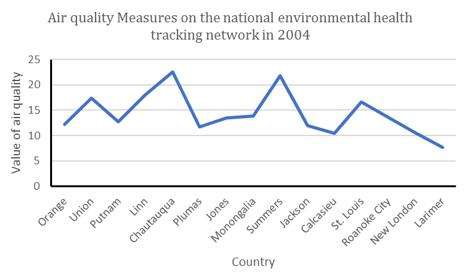 Air quality Measures on the national environmental health
tracking network in 2004
25
20
15
10
5
0
Value of air quality
Orange
Union
Putnam
Linn
Chautauqua
Plumas
Jones
Monongalia
Summers
Jackson
Calcasieu
St. Louis
Roanoke City
New London
Larimer
Country